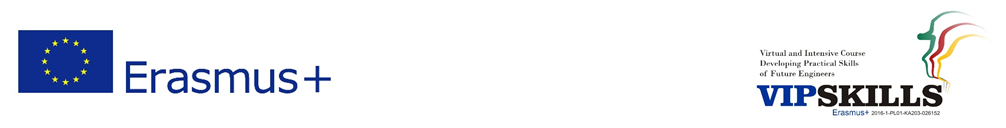 Erasmus+
Virtual and Intensive Course
Developing Practical Skills
of Future Engineers
VIPSKILLS
Erasmus+ 2016-1-PL01-KA203-026152